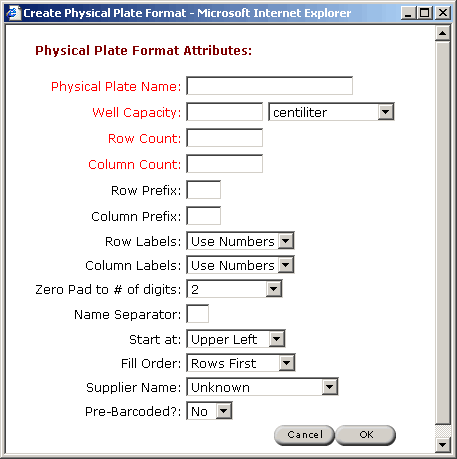 Create Physical Plate Format - Microsoft Internet Explorer
Physical Plate Format Attributes:
Physical Plate Name:
Well Capacity: centiliter
Row Count:
Column Count:
Row Prefix:
Column Prefix:
Row Labels: Use Numbers
Column Labels: Use Numbers
Zero Pad to # of digits: 2
Name Separator:
Start at: Upper Left
Fill Order: Rows First
Supplier Name: Unknown
Pre-Barcoded?: No
Cancel OK